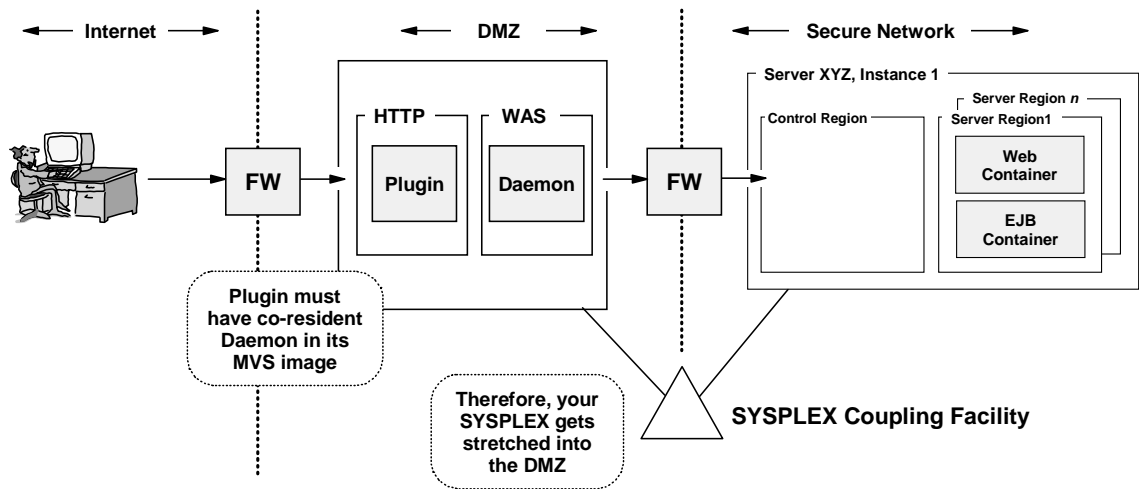 Internet
DMZ
Secure Network
Server XYZ, Instance 1
Server Region n
HTTP
WAS
Control Region
Server Region1
FW
Plugin
Daemon
FW
Web
Container
EJB
Container
Plugin must
have co-resident
Daemon in its
MVS image
Therefore, your
SYSPLEX gets
stretched into
the DMZ
SYSPLEX Coupling Facility